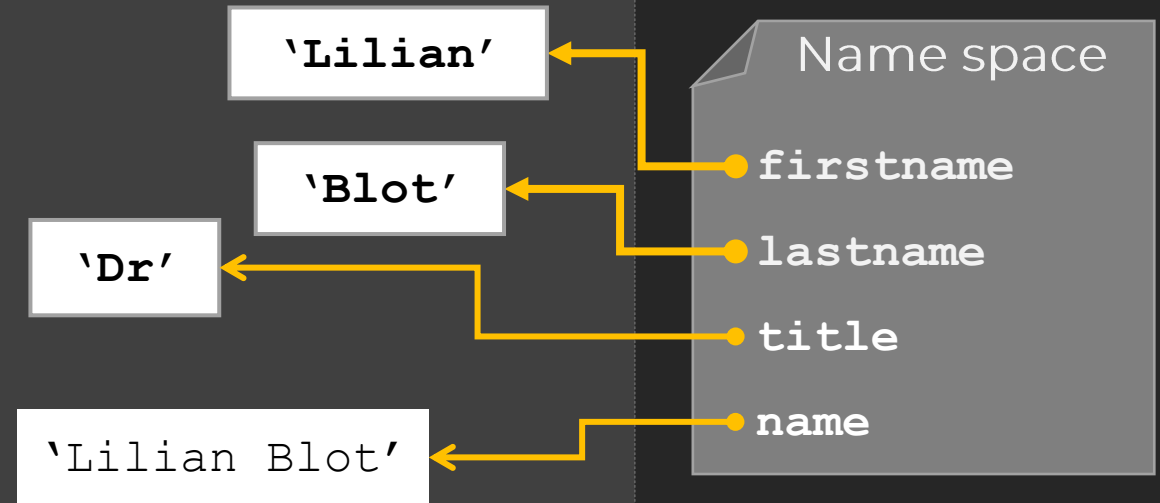 ‘Lilian’
‘Blot’
‘Dr’
‘Lilian Blot’
Name space
firstname
lastname
title
name